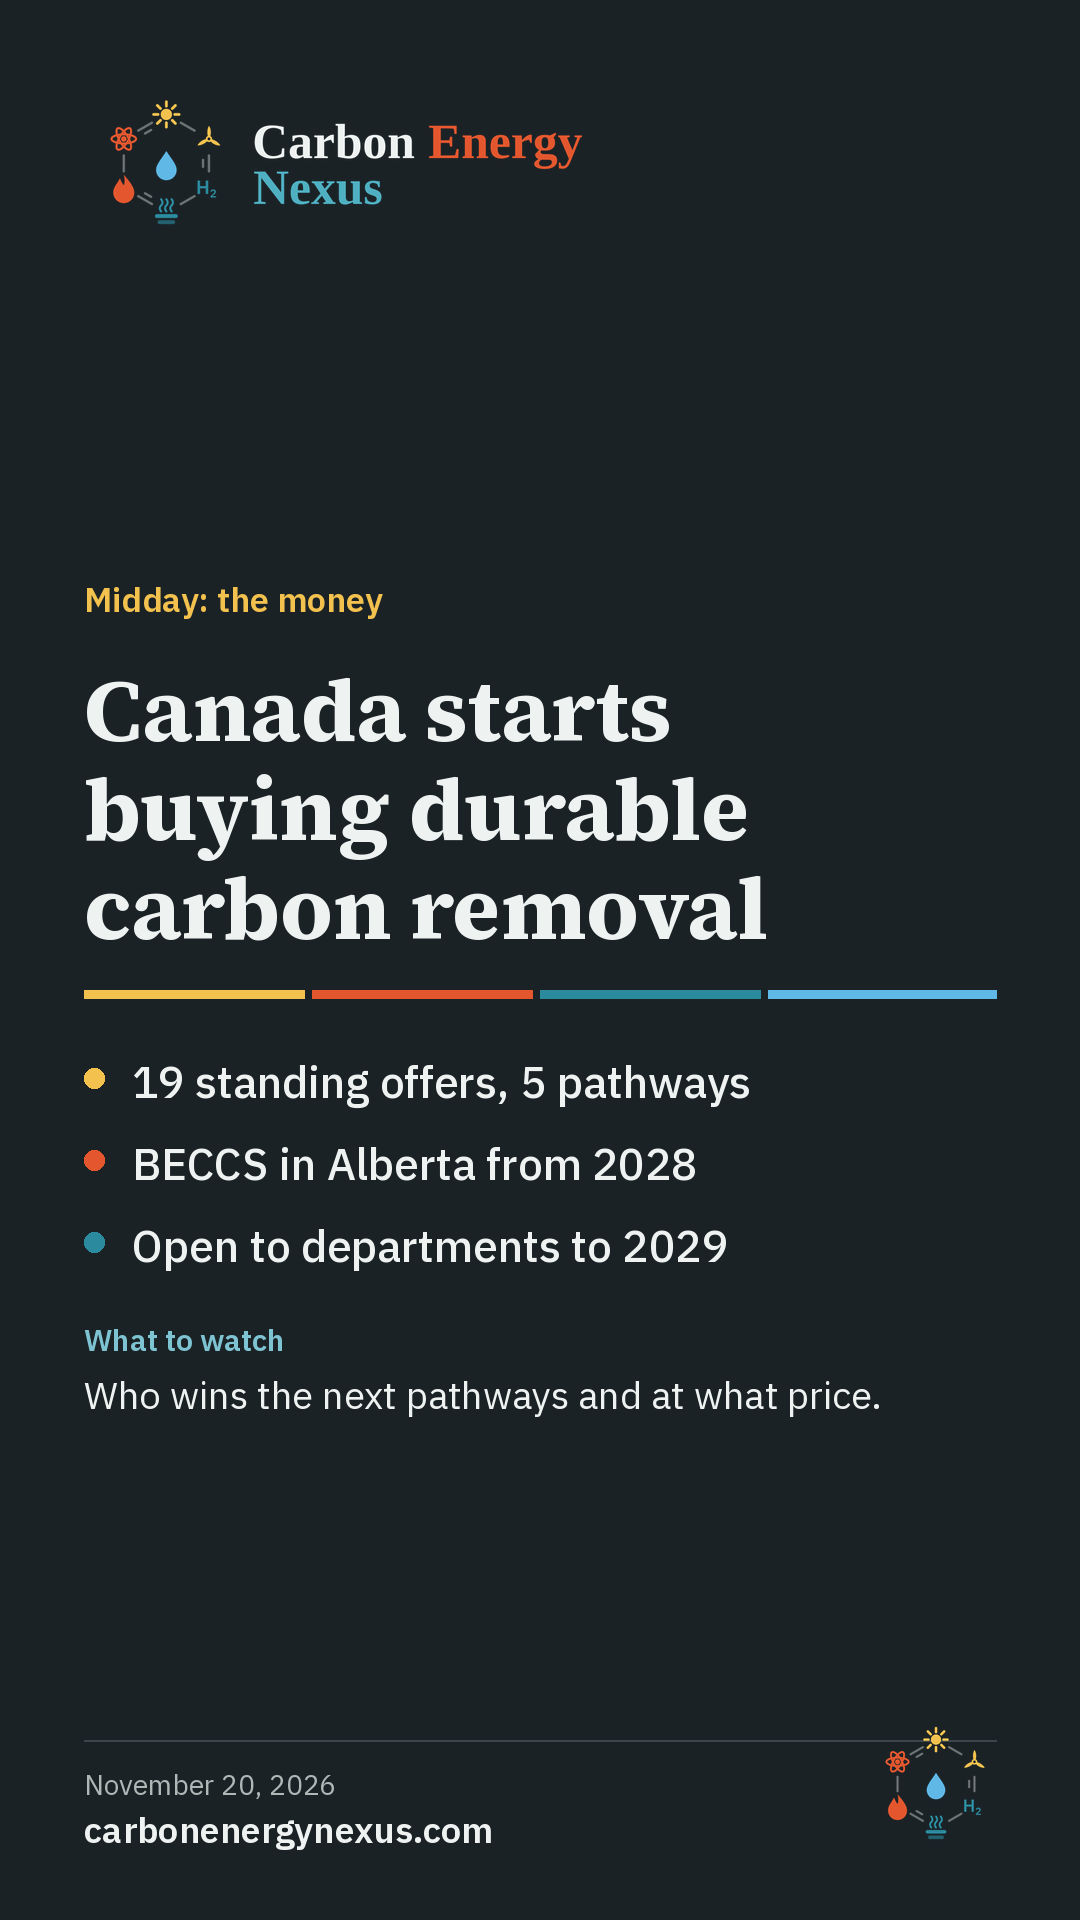 Carbon Energy
Nexus
H₂
Midday: the money
Canada starts
buying durable
carbon removal
19 standing offers, 5 pathways
BECCS in Alberta from 2028
Open to departments to 2029
What to watch
Who wins the next pathways and at what price.
November 20, 2026
carbonenergynexus.com
H₂